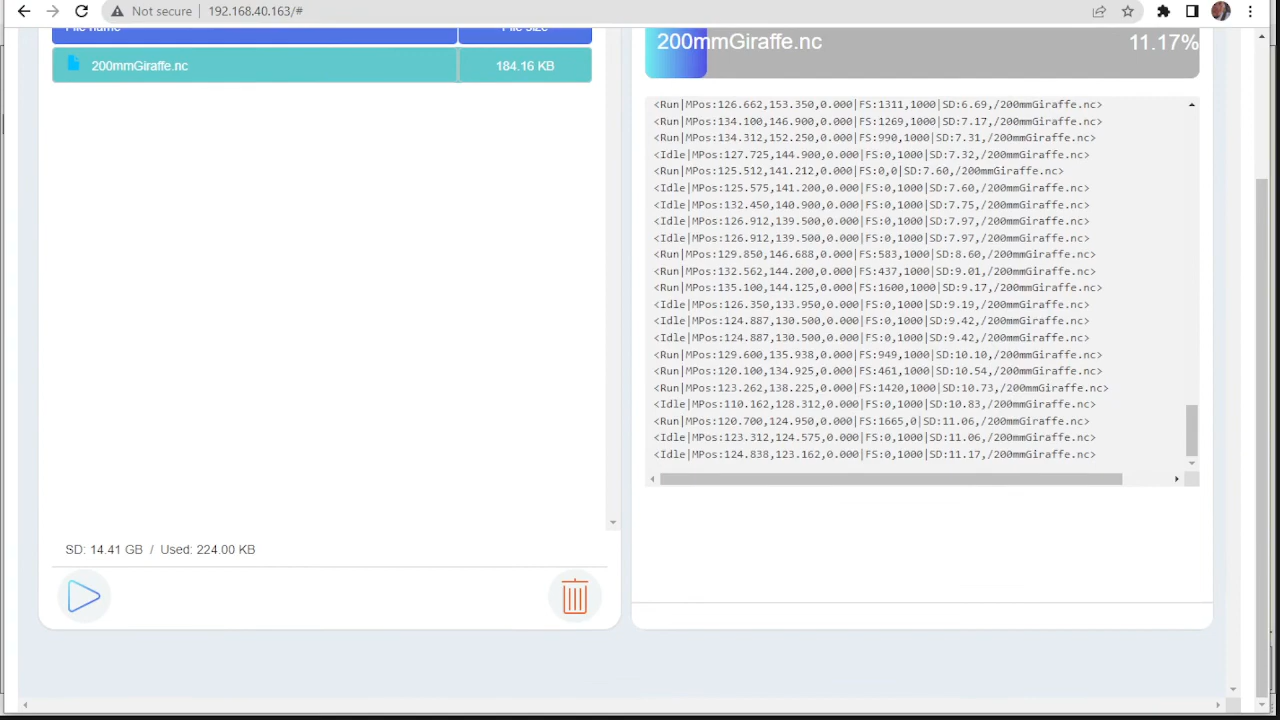 Not secure 192.168.40.163/#
File name File size
200mmGiraffe.nc 184.16 KB
SD: 14.41 GB / Used: 224.00 KB
200mmGiraffe.nc 11.17%
<Run|MPos:126.662,153.350,0.000|FS:1311,1000|SD:6.69,/200mmGiraffe.nc>
<Run|MPos:134.100,146.900,0.000|FS:1269,1000|SD:7.17,/200mmGiraffe.nc>
<Run|MPos:134.312,152.250,0.000|FS:990,1000|SD:7.31,/200mmGiraffe.nc>
<Idle|MPos:127.725,144.900,0.000|FS:0,1000|SD:7.32,/200mmGiraffe.nc>
<Run|MPos:125.512,141.212,0.000|FS:0,0|SD:7.60,/200mmGiraffe.nc>
<Idle|MPos:125.575,141.200,0.000|FS:0,1000|SD:7.60,/200mmGiraffe.nc>
<Idle|MPos:132.450,140.900,0.000|FS:0,1000|SD:7.75,/200mmGiraffe.nc>
<Idle|MPos:126.912,139.500,0.000|FS:0,1000|SD:7.97,/200mmGiraffe.nc>
<Idle|MPos:126.912,139.500,0.000|FS:0,1000|SD:7.97,/200mmGiraffe.nc>
<Run|MPos:129.850,146.688,0.000|FS:583,1000|SD:8.60,/200mmGiraffe.nc>
<Run|MPos:132.562,144.200,0.000|FS:437,1000|SD:9.01,/200mmGiraffe.nc>
<Run|MPos:135.100,144.125,0.000|FS:1600,1000|SD:9.17,/200mmGiraffe.nc>
<Idle|MPos:126.350,133.950,0.000|FS:0,1000|SD:9.19,/200mmGiraffe.nc>
<Idle|MPos:124.887,130.500,0.000|FS:0,1000|SD:9.42,/200mmGiraffe.nc>
<Idle|MPos:124.887,130.500,0.000|FS:0,1000|SD:9.42,/200mmGiraffe.nc>
<Run|MPos:129.600,135.938,0.000|FS:949,1000|SD:10.10,/200mmGiraffe.nc>
<Run|MPos:120.100,134.925,0.000|FS:461,1000|SD:10.54,/200mmGiraffe.nc>
<Run|MPos:123.262,138.225,0.000|FS:1420,1000|SD:10.73,/200mmGiraffe.nc>
<Idle|MPos:110.162,128.312,0.000|FS:0,1000|SD:10.83,/200mmGiraffe.nc>
<Run|MPos:120.700,124.950,0.000|FS:1665,0|SD:11.06,/200mmGiraffe.nc>
<Idle|MPos:123.312,124.575,0.000|FS:0,1000|SD:11.06,/200mmGiraffe.nc>
<Idle|MPos:124.838,123.162,0.000|FS:0,1000|SD:11.17,/200mmGiraffe.nc>